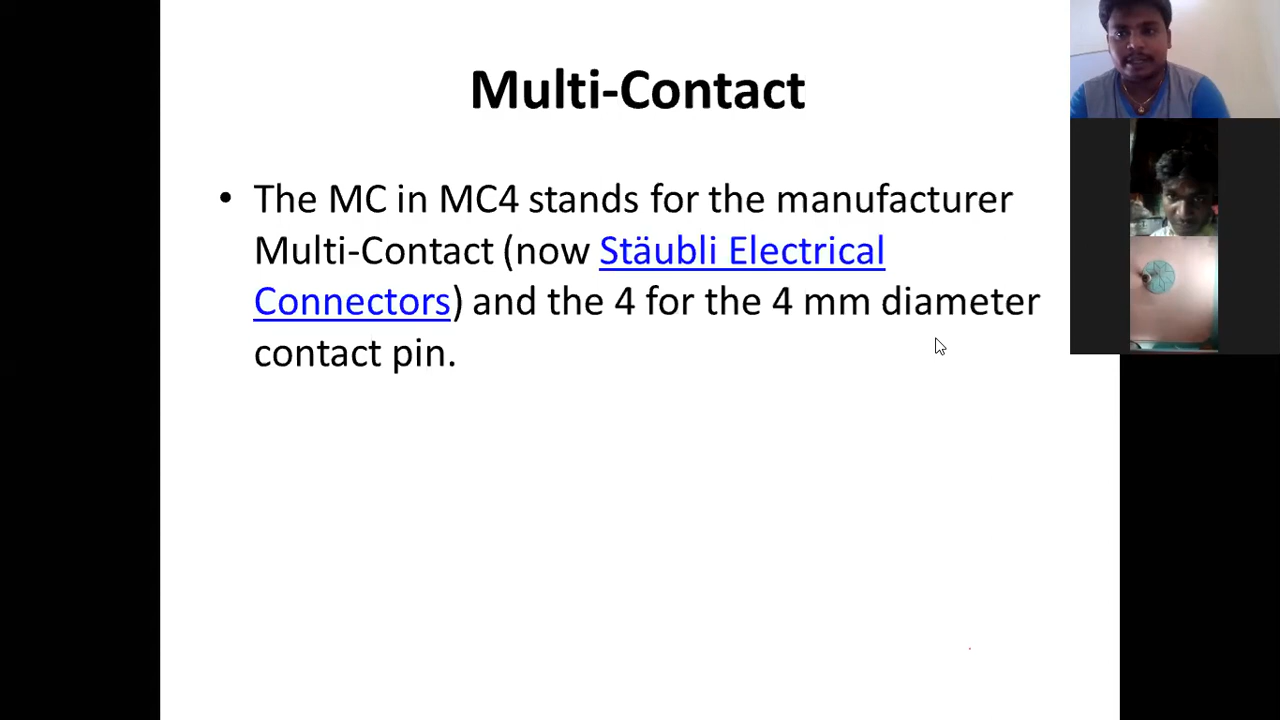 Multi-Contact
• The MC in MC4 stands for the manufacturer
Multi-Contact (now Stäubli Electrical
Connectors) and the 4 for the 4 mm diameter
contact pin.